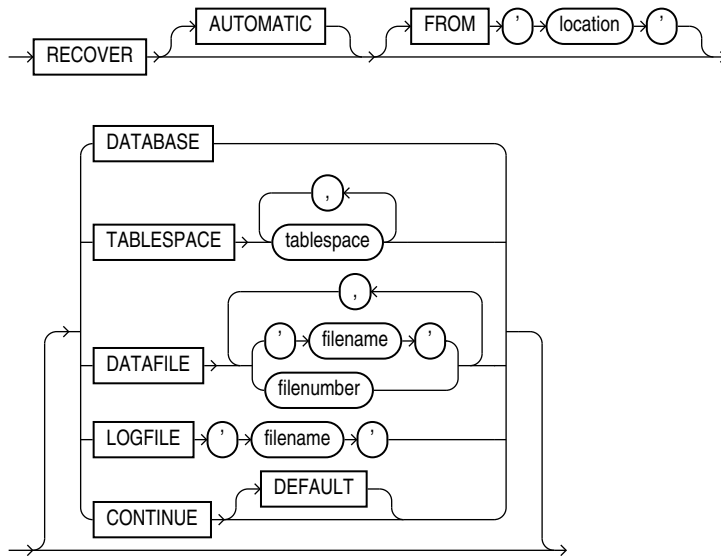 AUTOMATIC FROM ' location '
RECOVER
DATABASE
,
TABLESPACE tablespace
,
' filename '
DATAFILE
filenumber
LOGFILE ' filename '
DEFAULT
CONTINUE